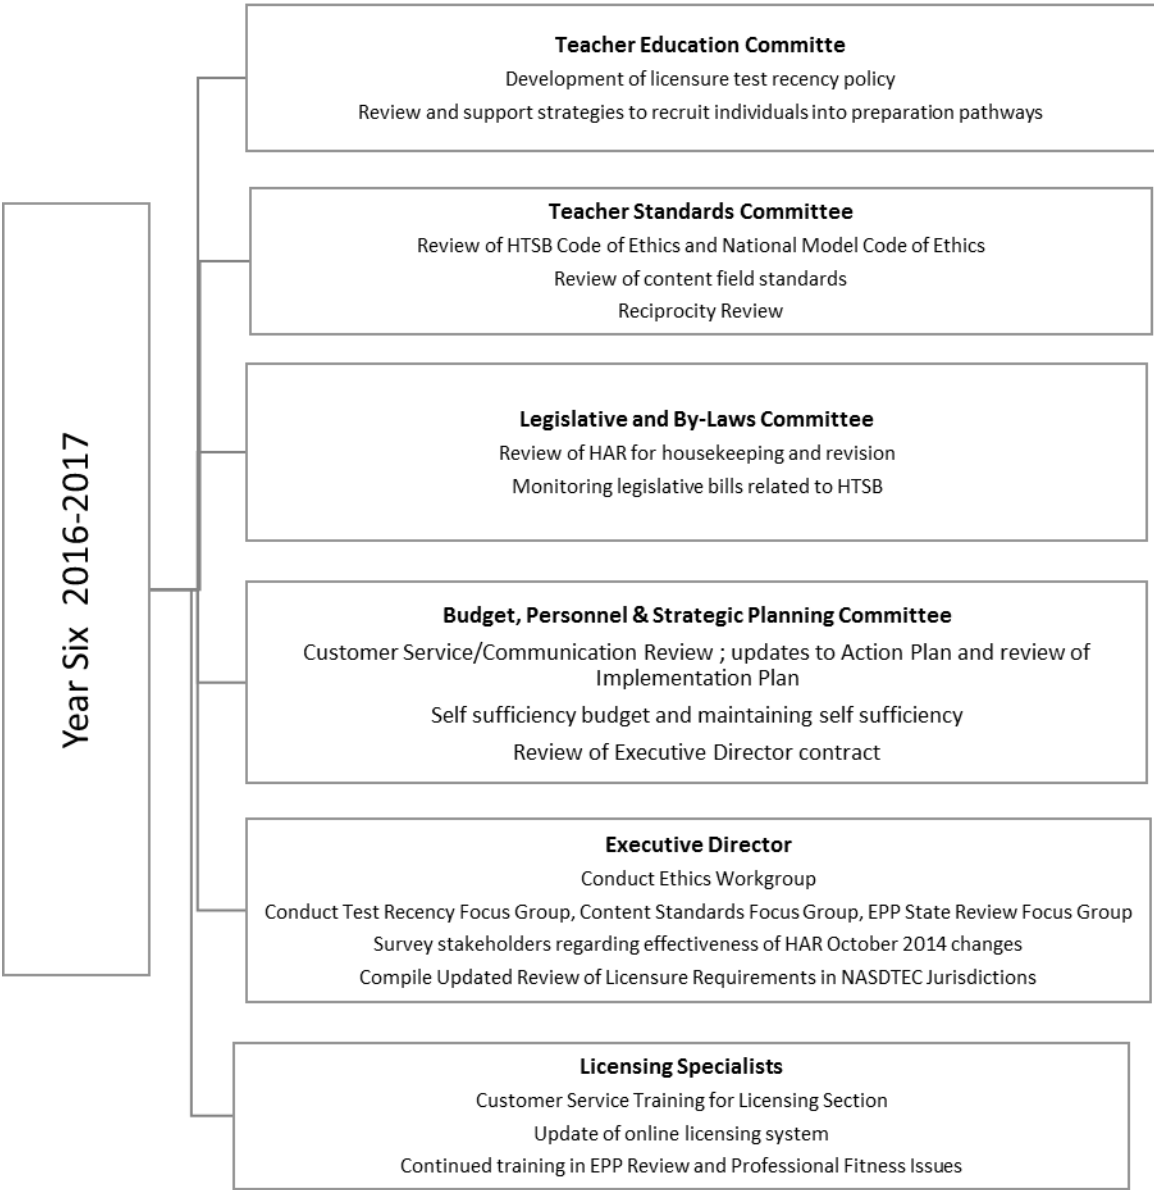 Teacher Education Committe
Development of licensure test recency policy
Review and support strategies to recruit individuals into preparation pathways
Teacher Standards Committee
Review of HTSB Code of Ethics and National Model Code of Ethics
Review of content field standards
Reciprocity Review
Year Six 2016-2017
Legislative and By-Laws Committee
Review of HAR for housekeeping and revision
Monitoring legislative bills related to HTSB
Budget, Personnel & Strategic Planning Committee
Customer Service/Communication Review ; updates to Action Plan and review of
Implementation Plan
Self sufficiency budget and maintaining self sufficiency
Review of Executive Director contract
Executive Director
Conduct Ethics Workgroup
Conduct Test Recency Focus Group, Content Standards Focus Group, EPP State Review Focus Group
Survey stakeholders regarding effectiveness of HAR October 2014 changes
Compile Updated Review of Licensure Requirements in NASDTEC Jurisdictions
Licensing Specialists
Customer Service Training for Licensing Section
Update of online licensing system
Continued training in EPP Review and Professional Fitness Issues